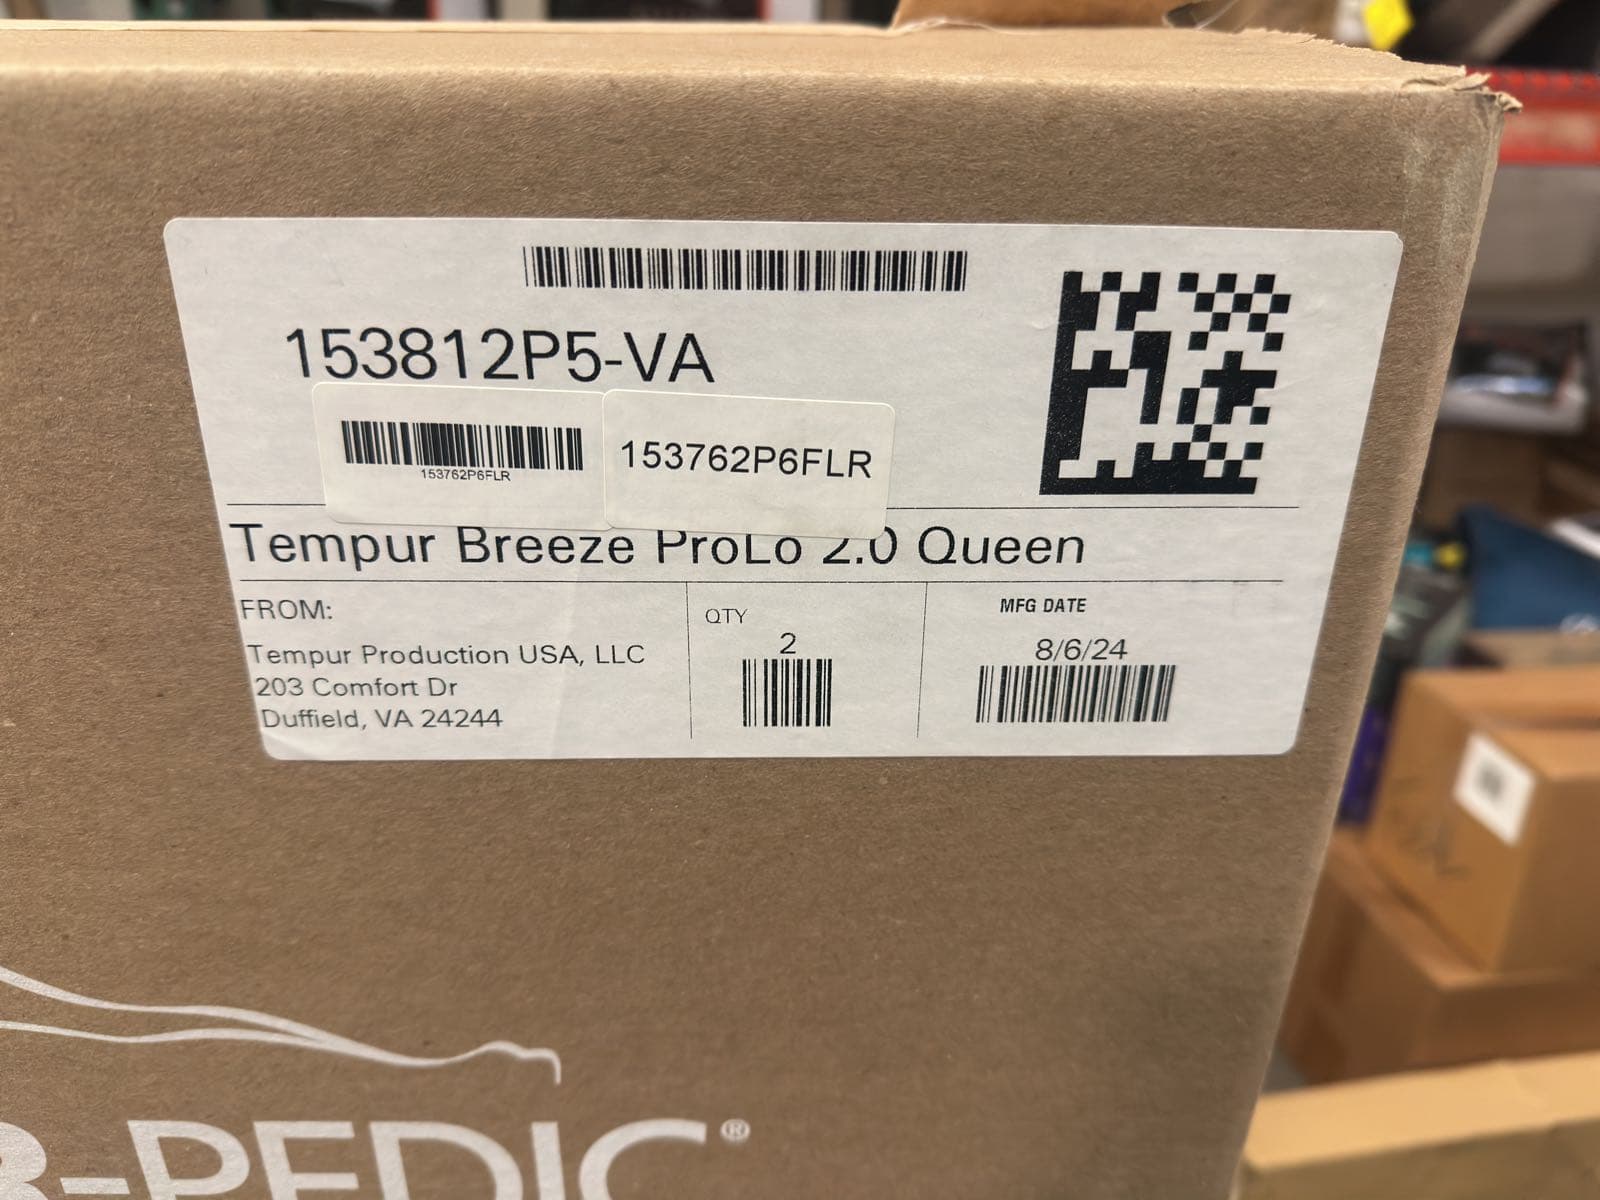 153812P5-VA
153762P6FLR
153762P6FLR
Tempur Breeze ProLo 2.0 Queen
FROM:
Tempur Production USA, LLC
203 Comfort Dr
Duffield, VA 24244
QTY
2
MFG DATE
8/6/24
R-PEDIC®